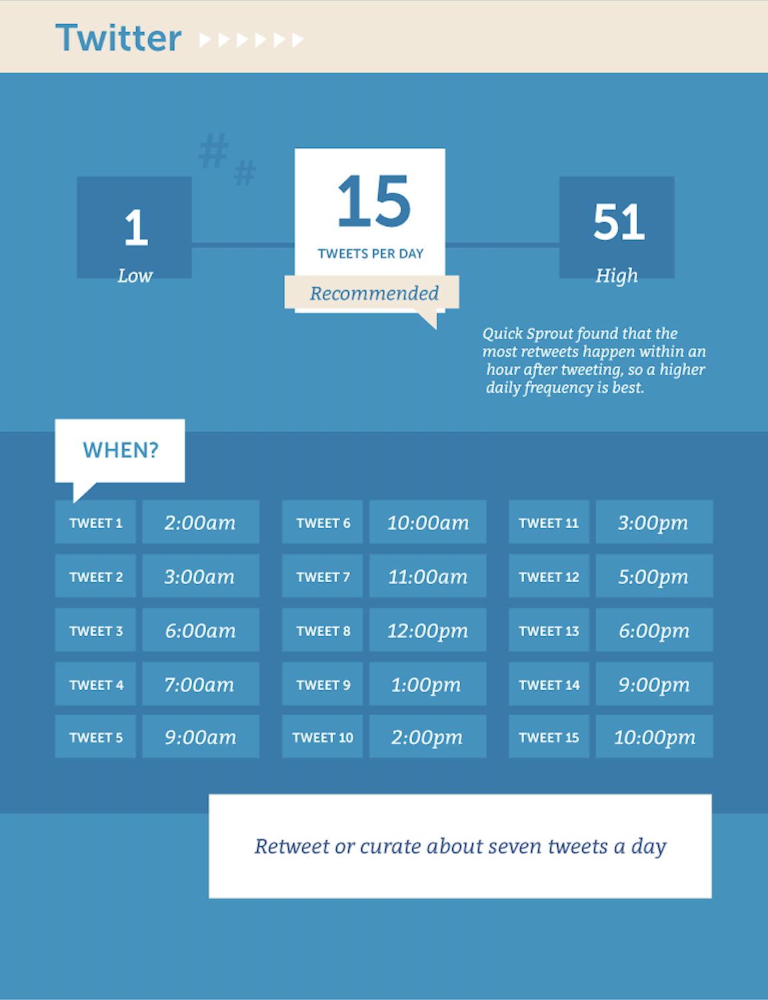 Twitter
# #
1
Low
15
TWEETS PER DAY
Recommended
51
High
Quick Sprout found that the
most retweets happen within an
hour after tweeting, so a higher
daily frequency is best.
WHEN?
TWEET 1 2:00am TWEET 6 10:00am TWEET 11 3:00pm
TWEET 2 3:00am TWEET 7 11:00am TWEET 12 5:00pm
TWEET 3 6:00am TWEET 8 12:00pm TWEET 13 6:00pm
TWEET 4 7:00am TWEET 9 1:00pm TWEET 14 9:00pm
TWEET 5 9:00am TWEET 10 2:00pm TWEET 15 10:00pm
Retweet or curate about seven tweets a day